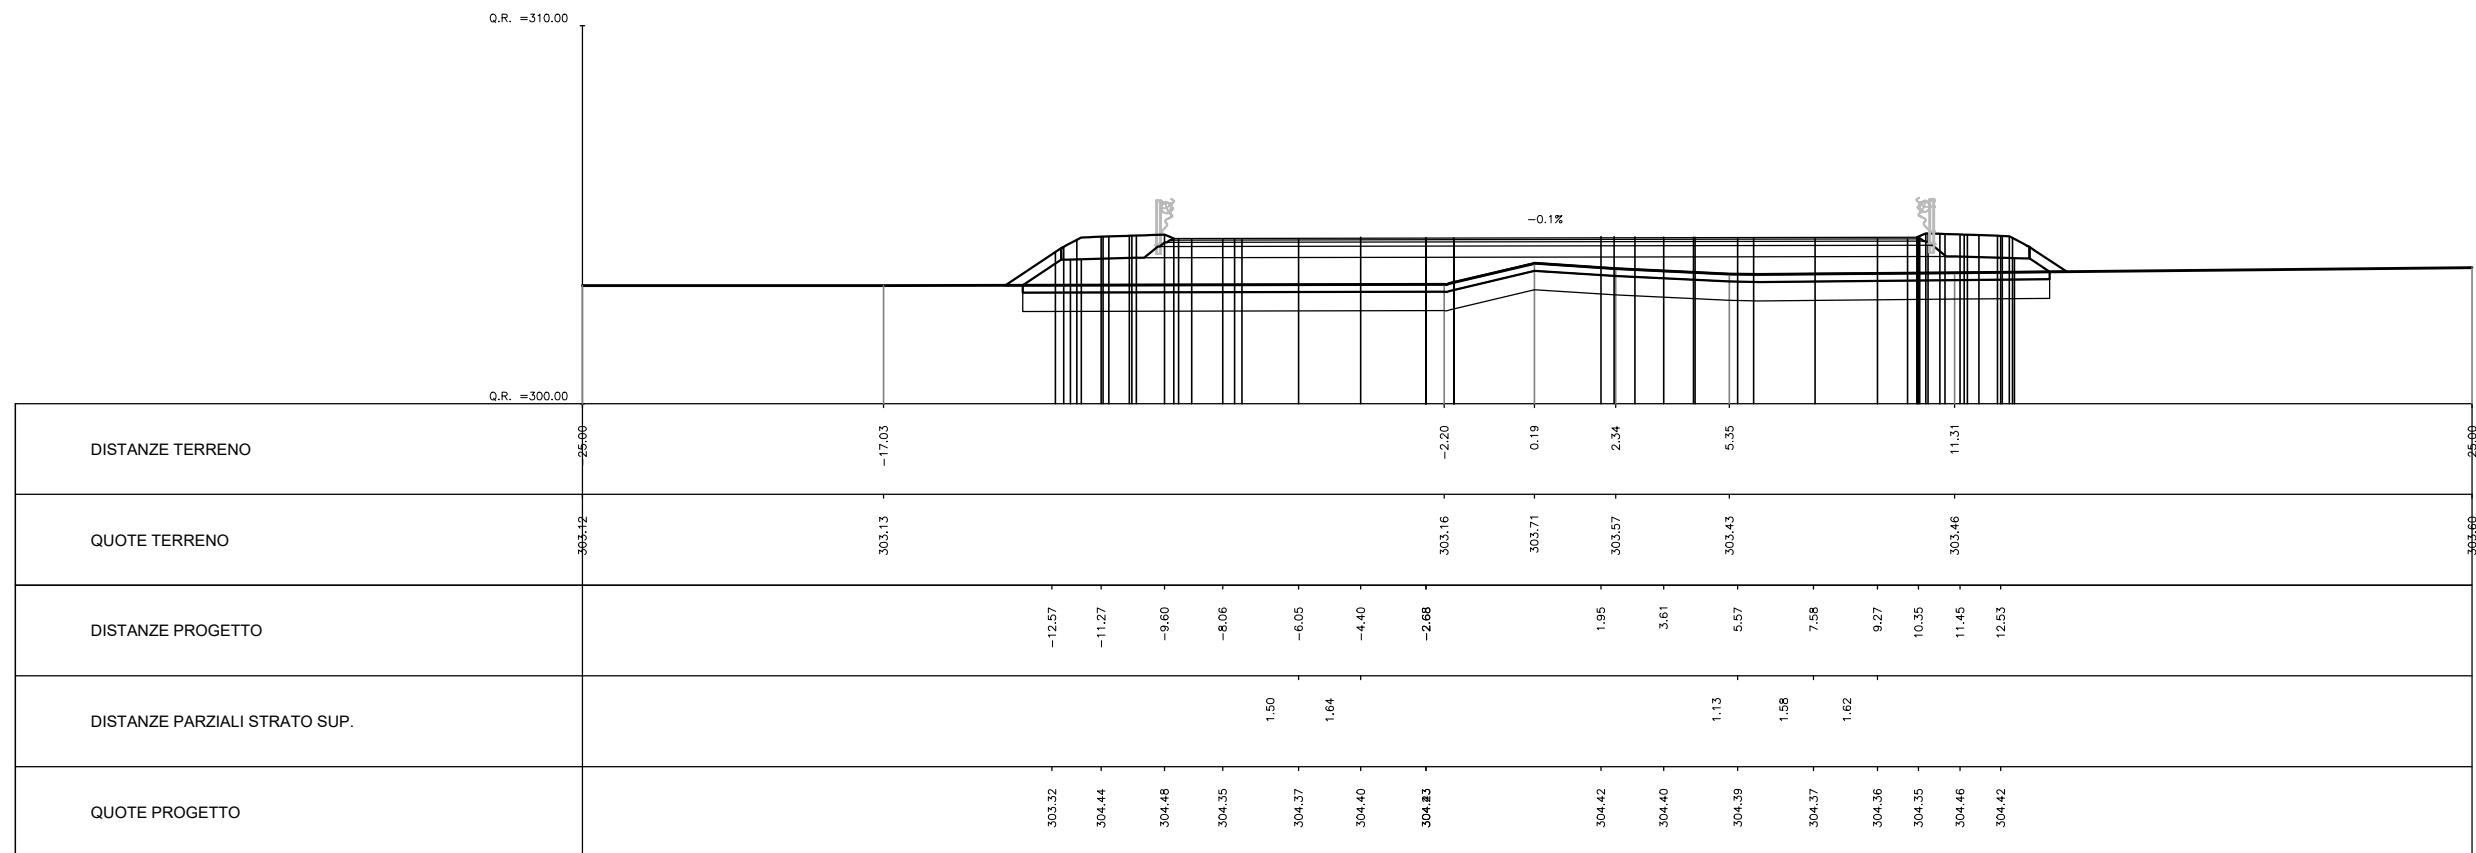 Q.R. =310.00
-0.1%
Q.R. =300.00
DISTANZE TERRENO
-25.00 -17.03 -2.20 0.19 2.34 5.35 11.31 25.00
QUOTE TERRENO
303.12 303.13 303.16 303.71 303.57 303.43 303.46 303.60
DISTANZE PROGETTO
-12.57 -11.27 -9.60 -8.06 -6.05 -4.40 -2.68 1.95 3.61 5.57 7.58 9.27 10.35 11.45 12.53
DISTANZE PARZIALI STRATO SUP.
1.50 1.64 1.13 1.58 1.62
QUOTE PROGETTO
303.32 304.44 304.48 304.35 304.37 304.40 304.42 304.40 304.39 304.37 304.36 304.35 304.46 304.42